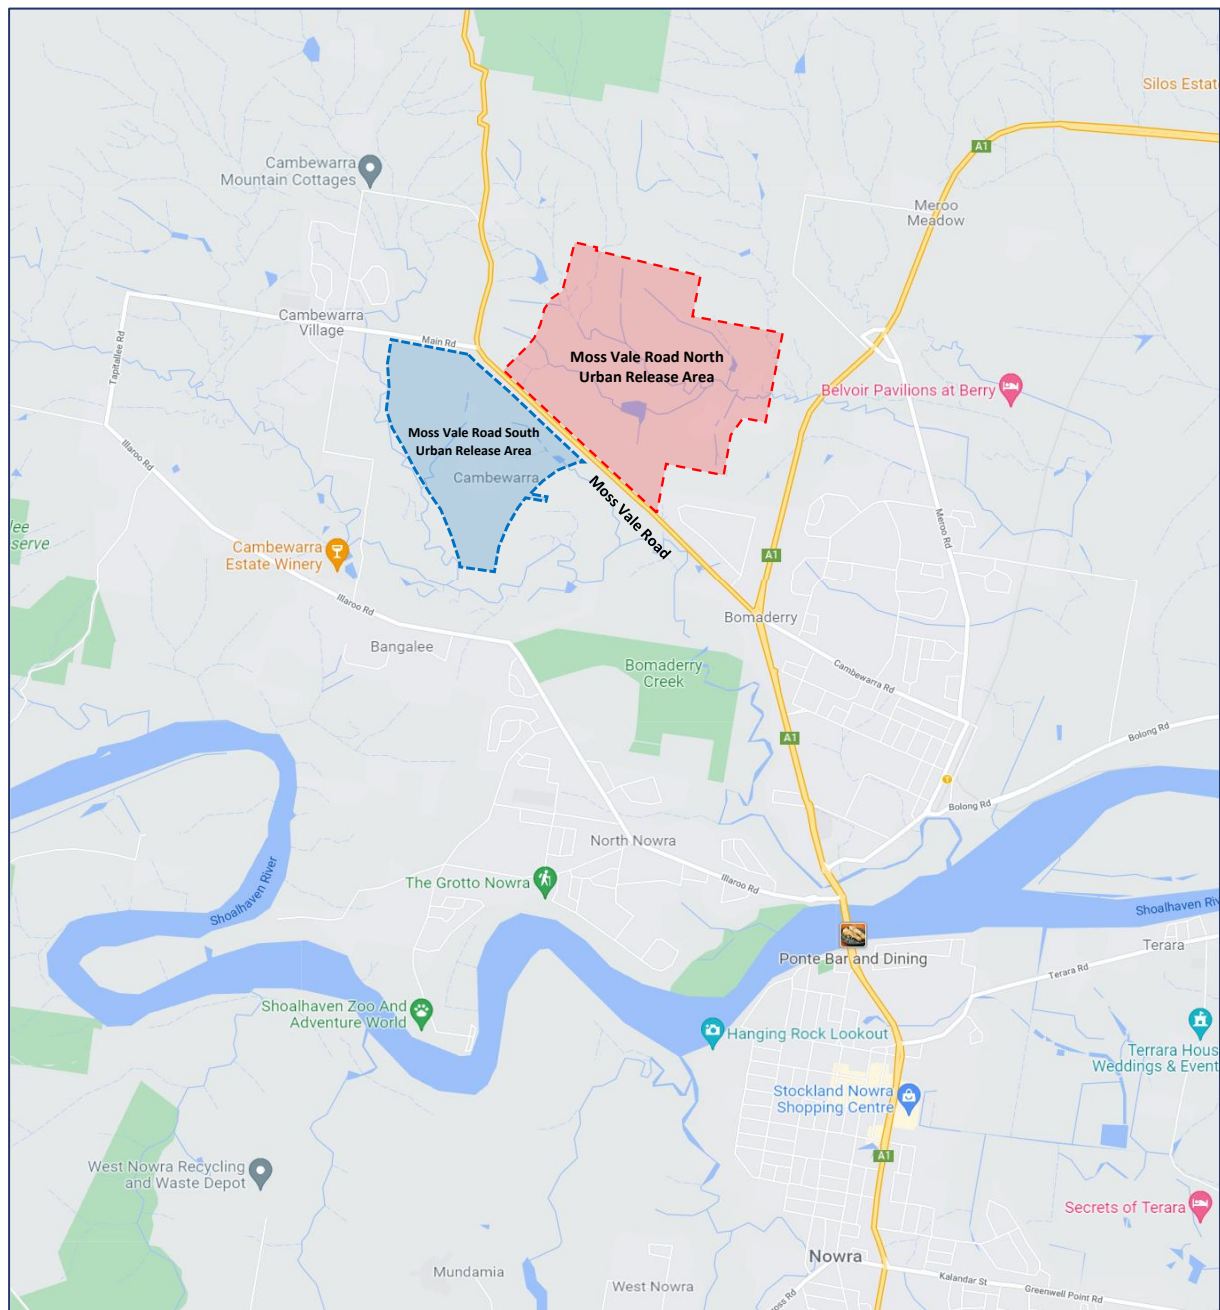 Silos Estat
A1
Cambewarra
Mountain Cottages
Meroo
Meadow
Cambewarra
Village
Main Rd
Tapitallee Rd
Moss Vale Road North
Urban Release Area
Belvoir Pavilions at Berry
Moss Vale Road South
Urban Release Area
Cambewarra
Illaroo Rd
Moss Vale Road
Meroo Rd
lee
serve
Cambewarra
Estate Winery
A1
Illaroo Rd
Bomaderry
Bangalee
Bomaderry
Creek
Cambewarra Rd
A1
Bolong Rd
Bolong Rd
North Nowra
The Grotto Nowra
Illaroo Rd
Shoalhaven River
Shoalhaven Riv
Terara
Ponte Bar and Dining
Terara Rd
Shoalhaven Zoo And
Adventure World
Hanging Rock Lookout
Terrara Hous
Weddings & Event
Stockland Nowra
Shopping Centre
A1
West Nowra Recycling
and Waste Depot
Secrets of Terara
Nowra
Mundamia
West Nowra
Kalandar St
Greenwell Point Rd
ross Rd